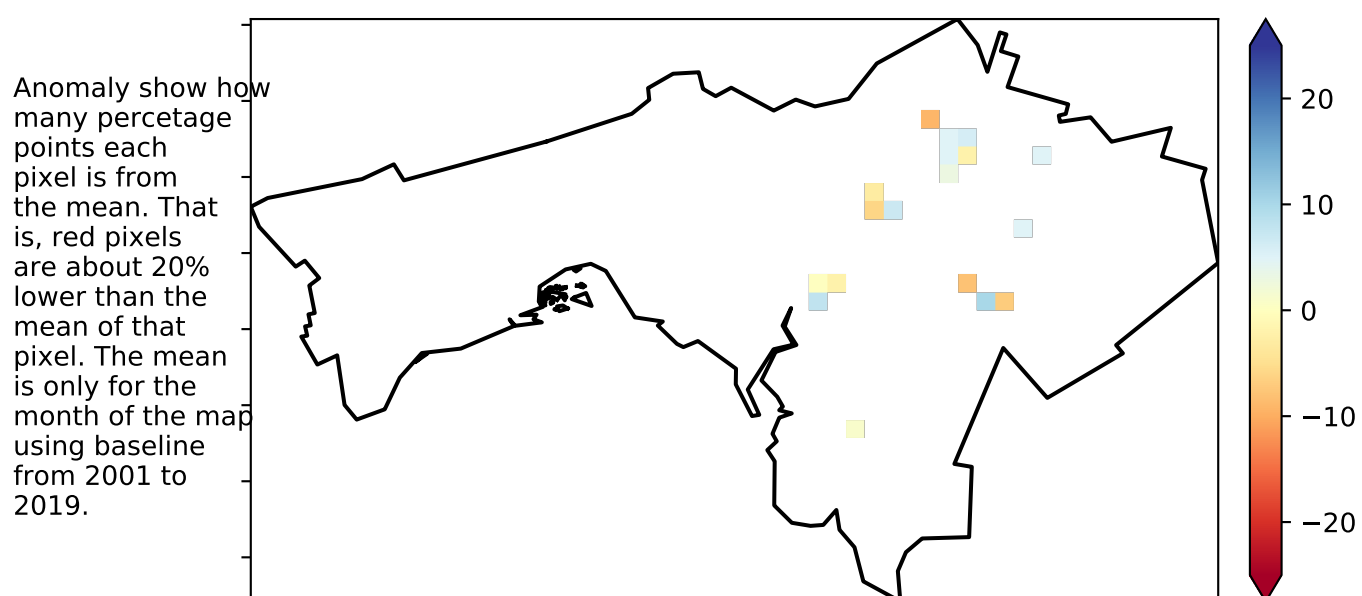 Anomaly show how
many percetage
points each
pixel is from
the mean. That
is, red pixels
are about 20%
lower than the
mean of that
pixel. The mean
is only for the
month of the map
using baseline
from 2001 to
2019.
20
10
0
−10
−20